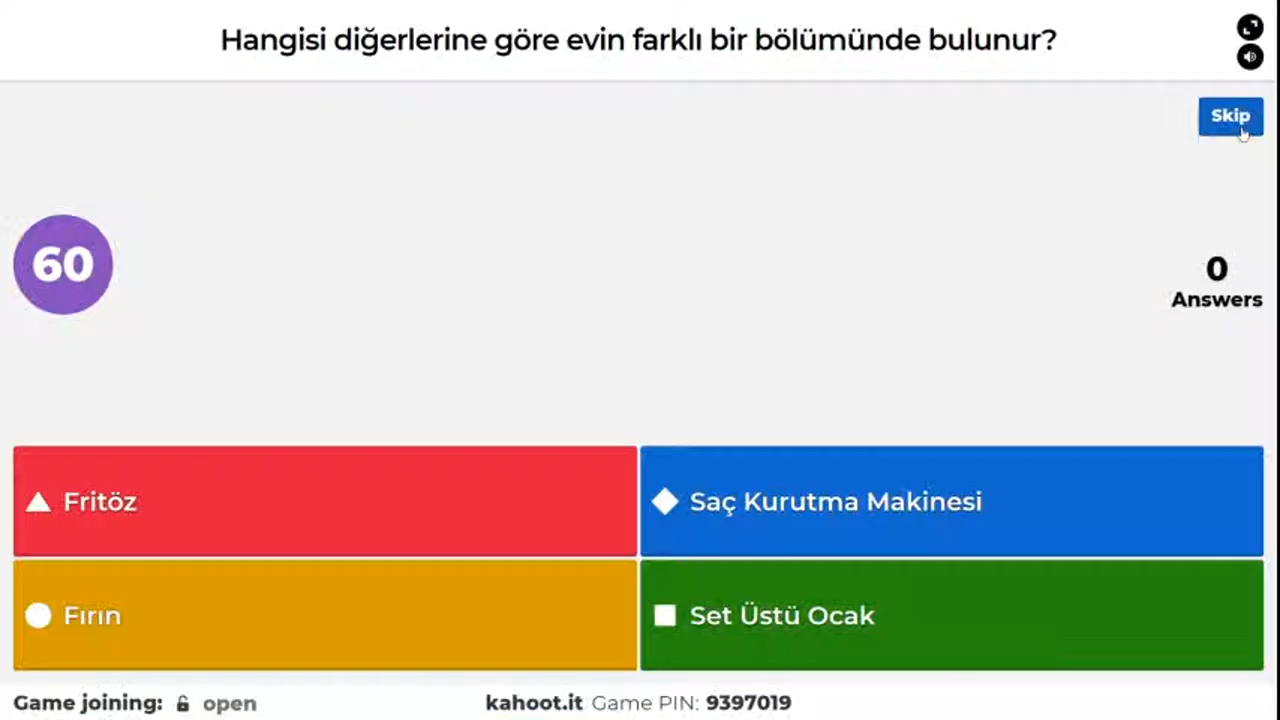 Hangisi diğerlerine göre evin farklı bir bölümünde bulunur?
Skip
60
0
Answers
Fritöz
Saç Kurutma Makinesi
Fırın
Set Üstü Ocak
Game joining: open
kahoot.it Game PIN: 9397019